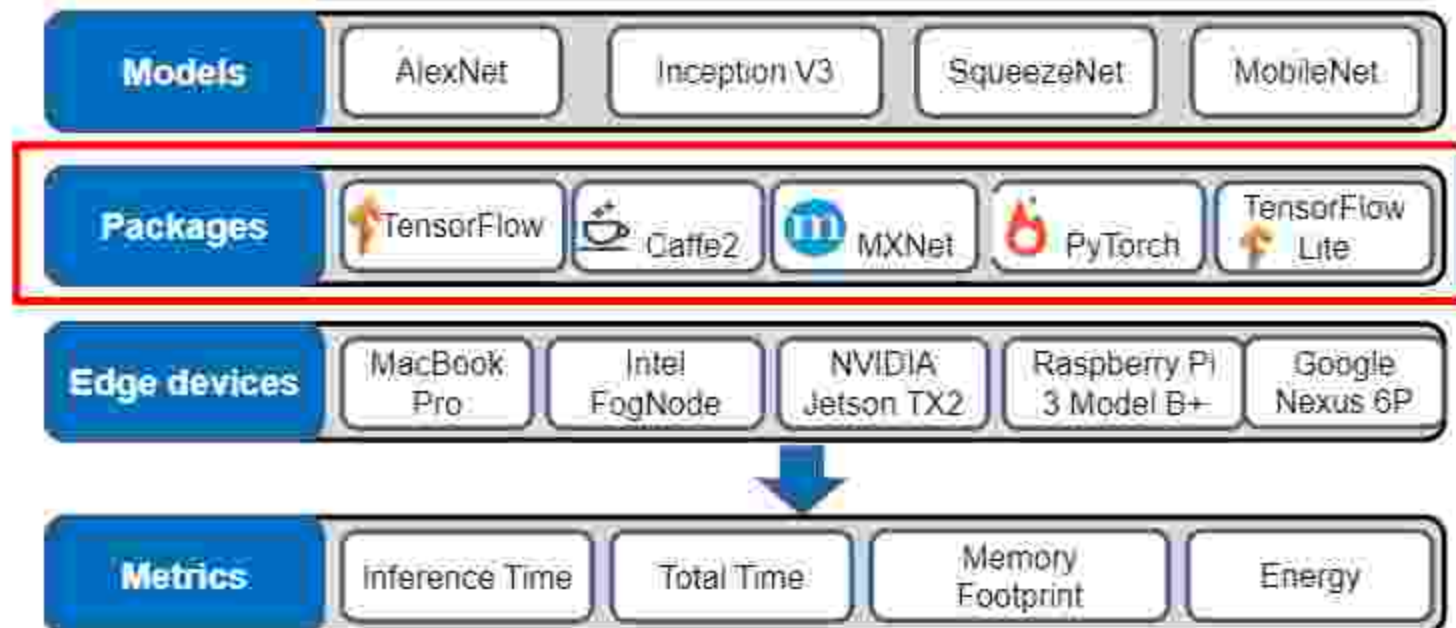 Models
AlexNet
Inception V3
SqueezeNet
MobileNet
Packages
TensorFlow
Caffe2
MXNet
PyTorch
TensorFlow
Lite
Edge devices
MacBook
Pro
Intel
FogNode
NVIDIA
Jetson TX2
Raspberry Pi
3 Model B+
Google
Nexus 6P
Metrics
Inference Time
Total Time
Memory
Footprint
Energy